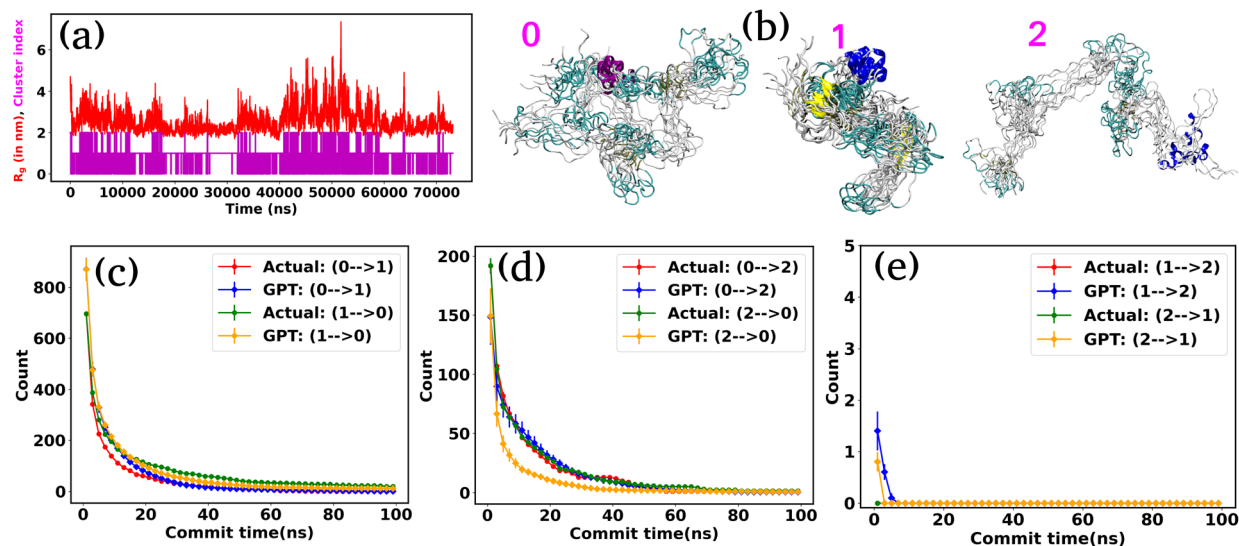 (a)
R_g (in nm), Cluster index
6
4
2
0
0 10000 20000 30000 40000 50000 60000 70000
Time (ns)
(b)
0
1
2
(c)
Count
800
600
400
200
0
0 20 40 60 80 100
Commit time(ns)
Actual: (0-->1)
GPT: (0-->1)
Actual: (1-->0)
GPT: (1-->0)
(d)
Count
200
150
100
50
0
0 20 40 60 80 100
Commit time(ns)
Actual: (0-->2)
GPT: (0-->2)
Actual: (2-->0)
GPT: (2-->0)
(e)
Count
5
4
3
2
1
0
0 20 40 60 80 100
Commit time(ns)
Actual: (1-->2)
GPT: (1-->2)
Actual: (2-->1)
GPT: (2-->1)